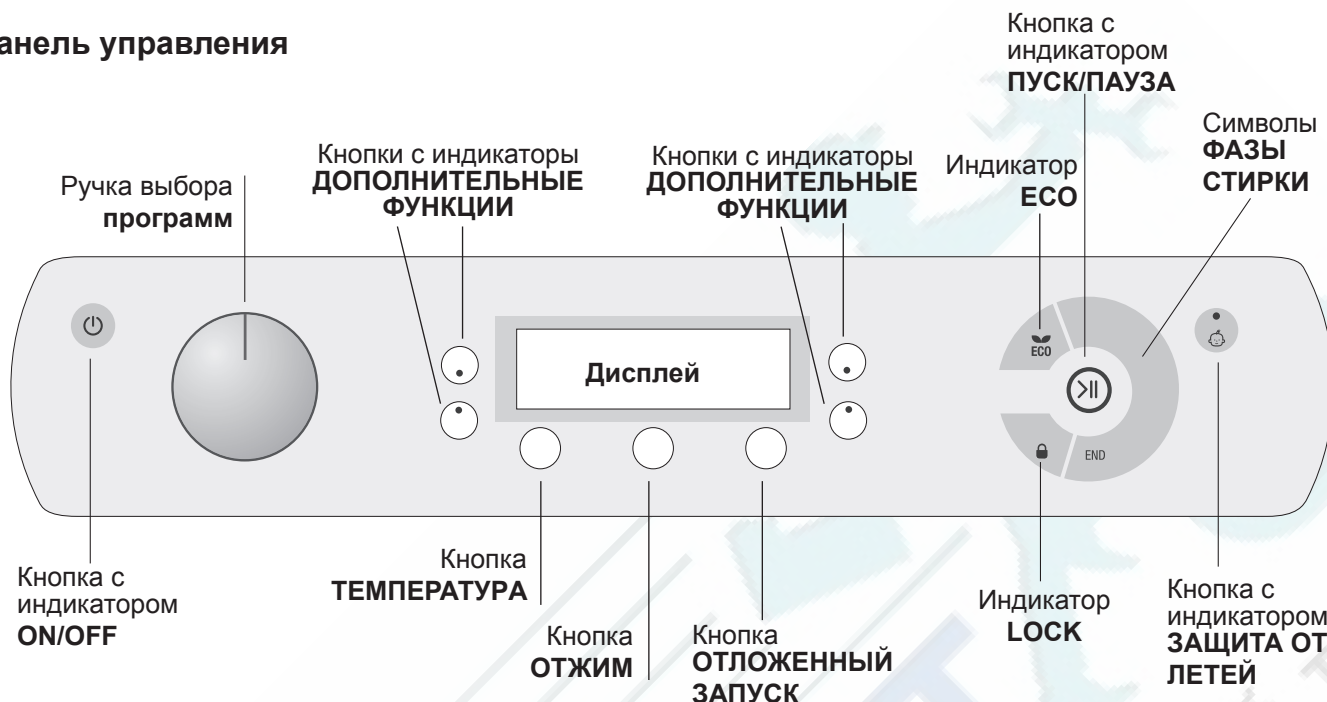 анель управления
Кнопка с
индикатором
ПУСК/ПАУЗА
Символы
ФАЗЫ
СТИРКИ
Кнопки с индикаторы
ДОПОЛНИТЕЛЬНЫЕ
ФУНКЦИИ
Кнопки с индикаторы
ДОПОЛНИТЕЛЬНЫЕ
ФУНКЦИИ
Индикатор
ECO
Ручка выбора
программ
ECO
Дисплей
END
Кнопка с
индикатором
ON/OFF
Кнопка
ТЕМПЕРАТУРА
Кнопка
ОТЖИМ
Кнопка
ОТЛОЖЕННЫЙ
ЗАПУСК
Индикатор
LOCK
Кнопка с
индикатором
ЗАЩИТА ОТ
ЛЕТЕЙ